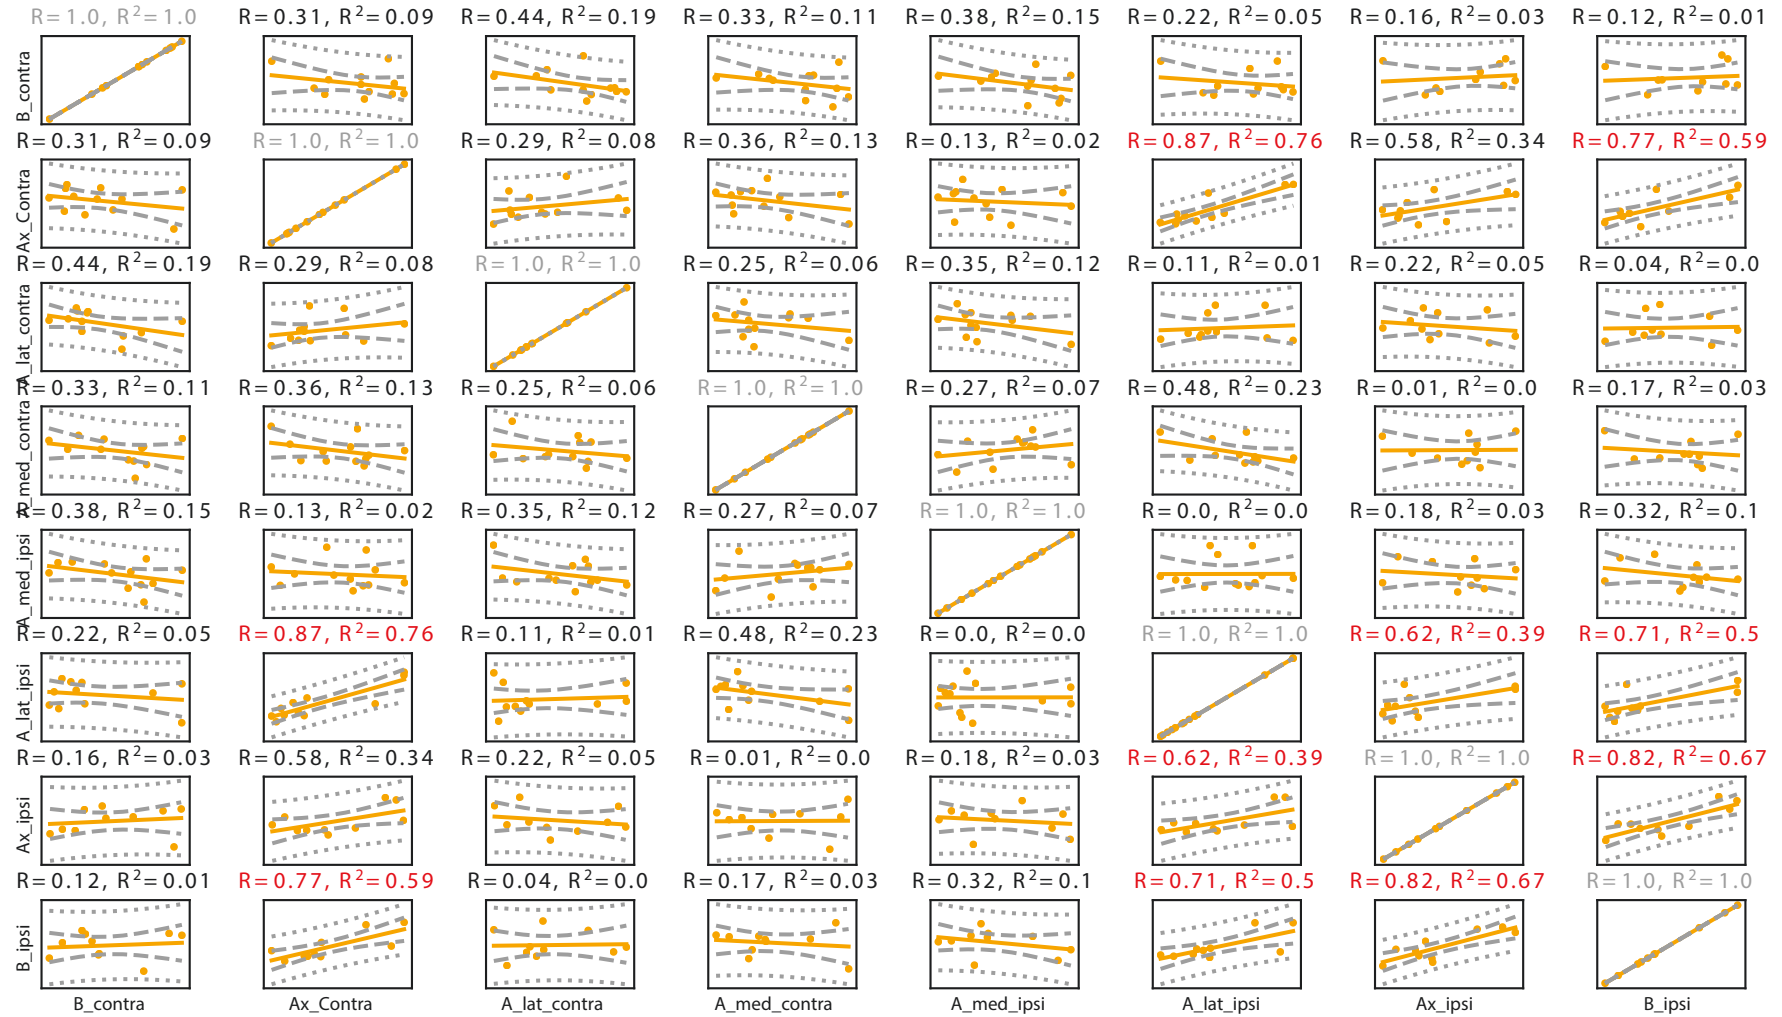 R=1.0, R²=1.0 R=0.31, R²=0.09 R=0.44, R²=0.19 R=0.33, R²=0.11 R=0.38, R²=0.15 R=0.22, R²=0.05 R=0.16, R²=0.03 R=0.12, R²=0.01
B_contra
R=0.31, R²=0.09 R=1.0, R²=1.0 R=0.29, R²=0.08 R=0.36, R²=0.13 R=0.13, R²=0.02 R=0.87, R²=0.76 R=0.58, R²=0.34 R=0.77, R²=0.59
Ax_Contra
R=0.44, R²=0.19 R=0.29, R²=0.08 R=1.0, R²=1.0 R=0.25, R²=0.06 R=0.35, R²=0.12 R=0.11, R²=0.01 R=0.22, R²=0.05 R=0.04, R²=0.0
A_lat_contra
R=0.33, R²=0.11 R=0.36, R²=0.13 R=0.25, R²=0.06 R=1.0, R²=1.0 R=0.27, R²=0.07 R=0.48, R²=0.23 R=0.01, R²=0.0 R=0.17, R²=0.03
A_med_contra
R=0.38, R²=0.15 R=0.13, R²=0.02 R=0.35, R²=0.12 R=0.27, R²=0.07 R=1.0, R²=1.0 R=0.0, R²=0.0 R=0.18, R²=0.03 R=0.32, R²=0.1
A_med_ipsi
R=0.22, R²=0.05 R=0.87, R²=0.76 R=0.11, R²=0.01 R=0.48, R²=0.23 R=0.0, R²=0.0 R=1.0, R²=1.0 R=0.62, R²=0.39 R=0.71, R²=0.5
A_lat_ipsi
R=0.16, R²=0.03 R=0.58, R²=0.34 R=0.22, R²=0.05 R=0.01, R²=0.0 R=0.18, R²=0.03 R=0.62, R²=0.39 R=1.0, R²=1.0 R=0.82, R²=0.67
Ax_ipsi
R=0.12, R²=0.01 R=0.77, R²=0.59 R=0.04, R²=0.0 R=0.17, R²=0.03 R=0.32, R²=0.1 R=0.71, R²=0.5 R=0.82, R²=0.67 R=1.0, R²=1.0
B_ipsi
B_contra Ax_Contra A_lat_contra A_med_contra A_med_ipsi A_lat_ipsi Ax_ipsi B_ipsi